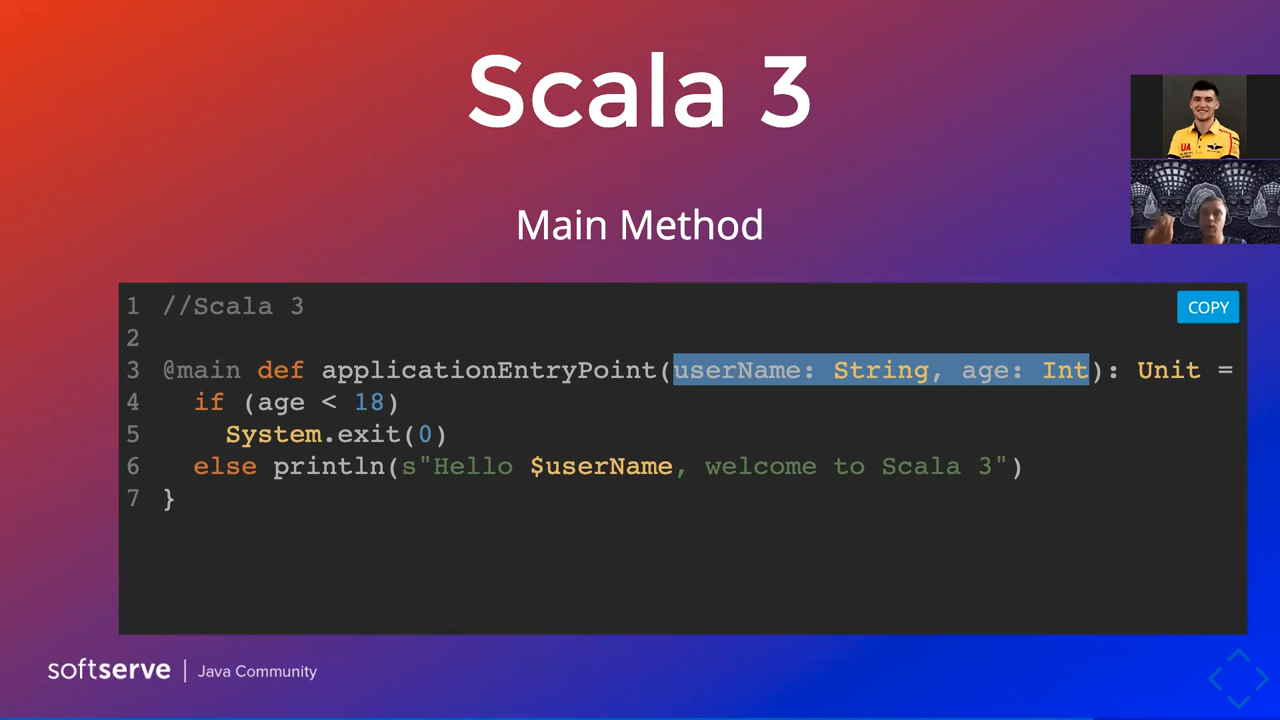 Scala 3
Main Method
COPY
1 //Scala 3
2
3 @main def applicationEntryPoint(userName: String, age: Int): Unit =
4   if (age < 18)
5     System.exit(0)
6   else println(s"Hello $userName, welcome to Scala 3")
7 }
UA
softserve | Java Community